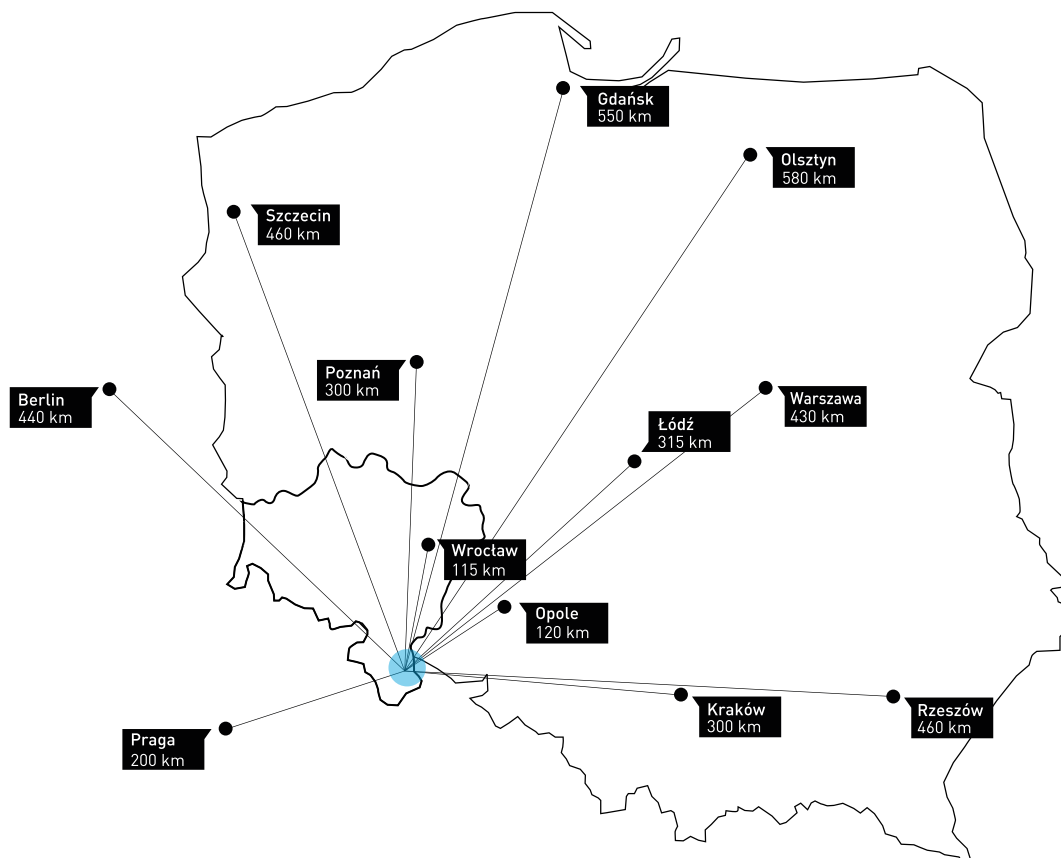 Gdańsk
550 km
Olsztyn
580 km
Szczecin
460 km
Poznań
300 km
Berlin
440 km
Warszawa
430 km
Łódź
315 km
Wrocław
115 km
Opole
120 km
Kraków
300 km
Rzeszów
460 km
Praga
200 km